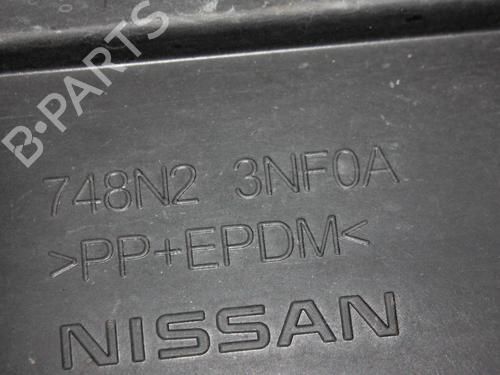 B-PARTS
748N2 3NF0A
>PP+EPDM<
NISSAN